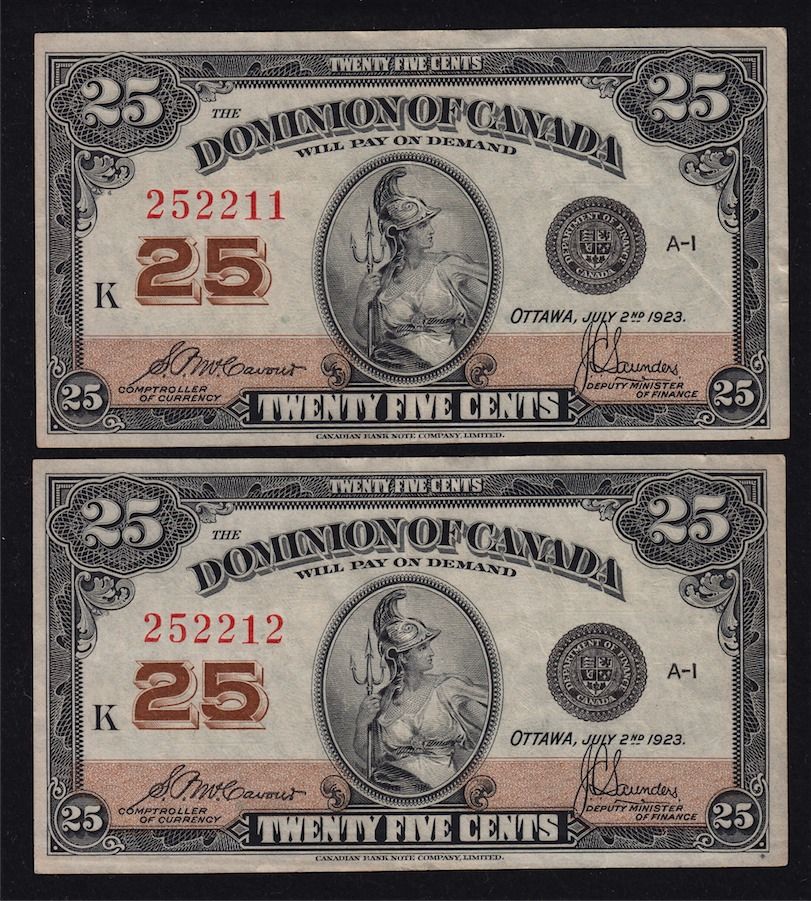 TWENTY FIVE CENTS
25 25
THE
DOMINION OF CANADA
WILL PAY ON DEMAND
252211
25
K
DEPARTMENT OF FINANCE
CANADA
A-1
OTTAWA, JULY 2ND 1923.
COMPTROLLER
OF CURRENCY
J.C. Saunders
DEPUTY MINISTER
OF FINANCE
25 TWENTY FIVE CENTS 25
CANADIAN BANK NOTE COMPANY, LIMITED.
TWENTY FIVE CENTS
25 25
THE
DOMINION OF CANADA
WILL PAY ON DEMAND
252212
25
K
DEPARTMENT OF FINANCE
CANADA
A-1
OTTAWA, JULY 2ND 1923.
COMPTROLLER
OF CURRENCY
J.C. Saunders
DEPUTY MINISTER
OF FINANCE
25 TWENTY FIVE CENTS 25
CANADIAN BANK NOTE COMPANY, LIMITED.